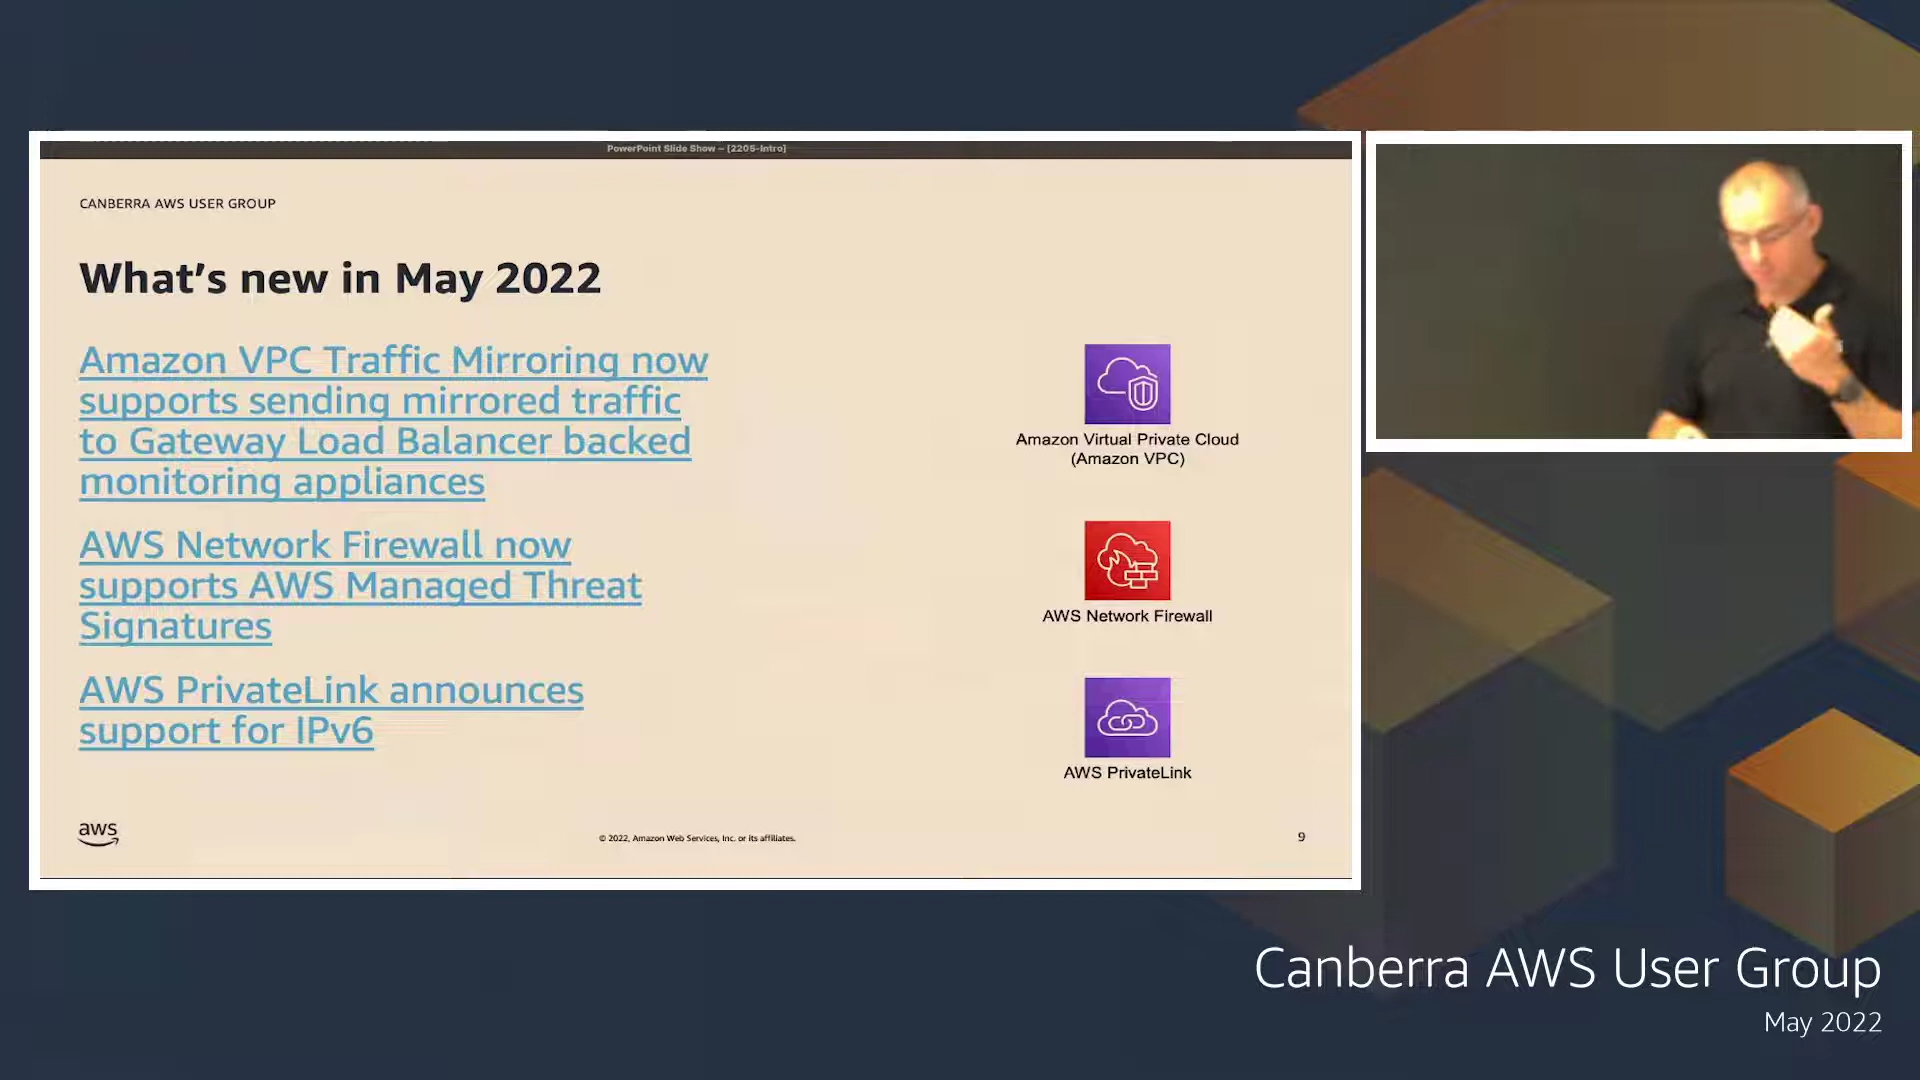 PowerPoint Slide Show – [2205-Intro]
CANBERRA AWS USER GROUP
What's new in May 2022
Amazon VPC Traffic Mirroring now
supports sending mirrored traffic
to Gateway Load Balancer backed
monitoring appliances
AWS Network Firewall now
supports AWS Managed Threat
Signatures
AWS PrivateLink announces
support for IPv6
Amazon Virtual Private Cloud
(Amazon VPC)
AWS Network Firewall
AWS PrivateLink
aws
© 2022, Amazon Web Services, Inc. or its affiliates.
9
Canberra AWS User Group
May 2022